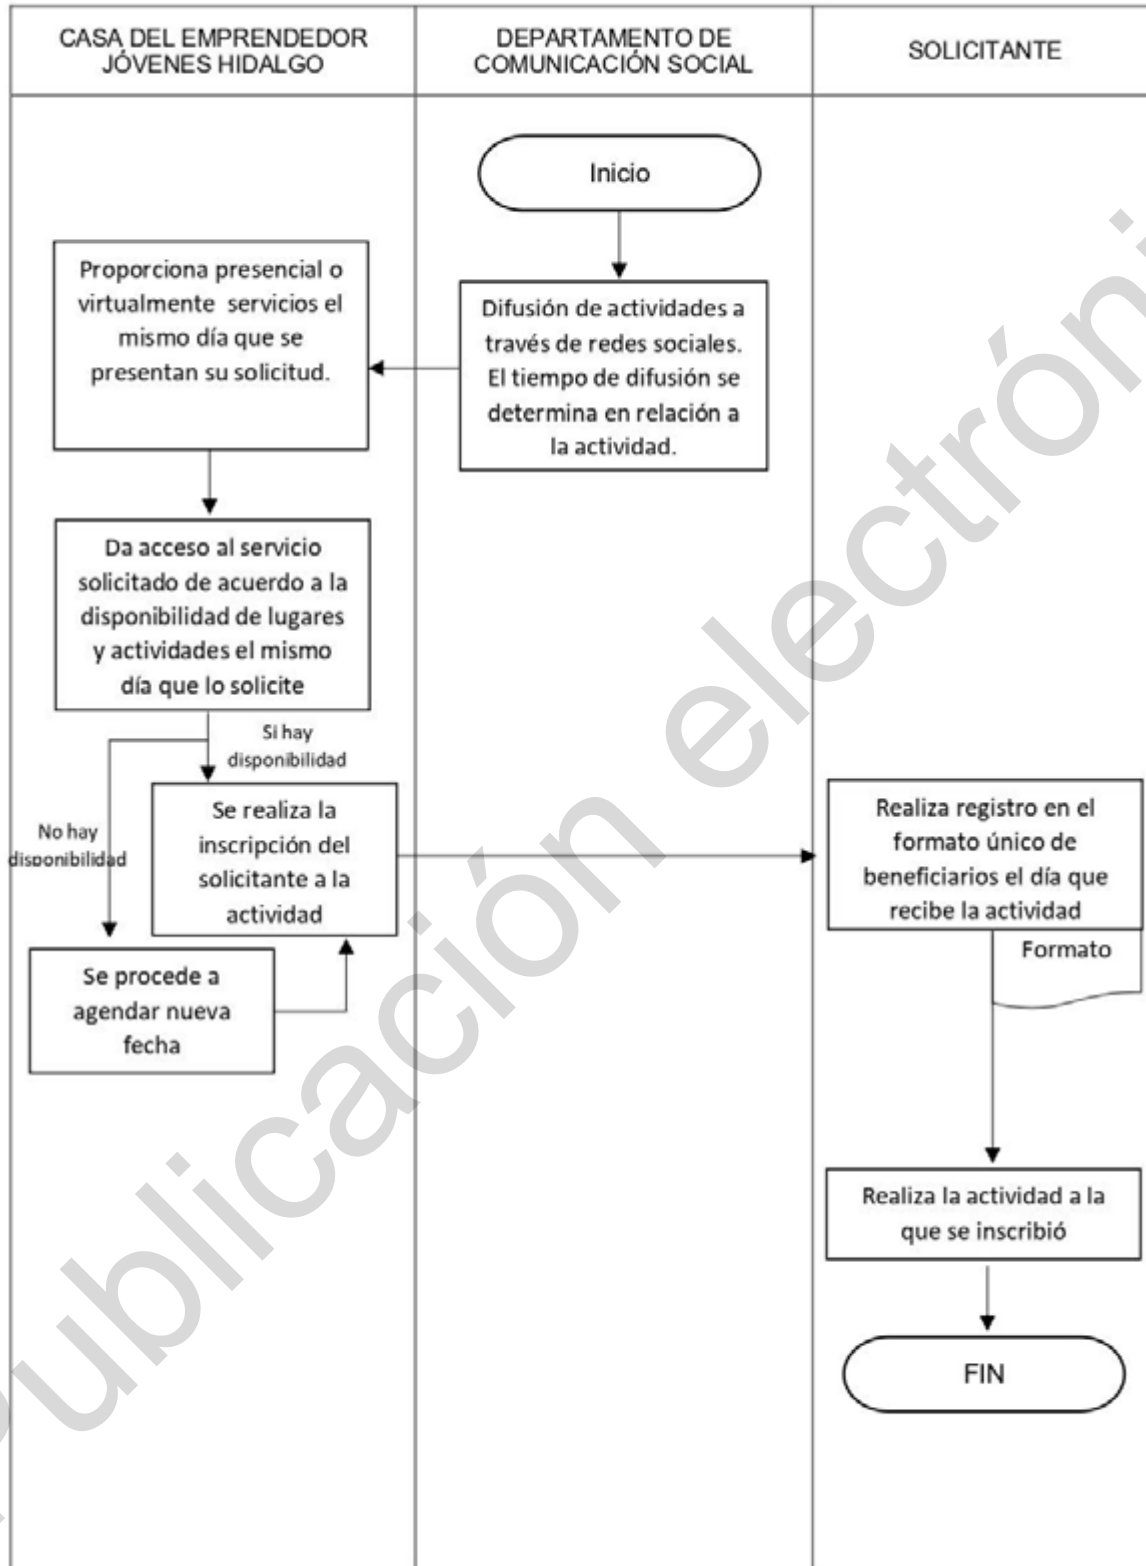 CASA DEL EMPRENDEDOR
JÓVENES HIDALGO
DEPARTAMENTO DE
COMUNICACIÓN SOCIAL
SOLICITANTE
Inicio
Difusión de actividades a
través de redes sociales.
El tiempo de difusión se
determina en relación a
la actividad.
Proporciona presencial o
virtualmente servicios el
mismo día que se
presentan su solicitud.
Da acceso al servicio
solicitado de acuerdo a la
disponibilidad de lugares
y actividades el mismo
día que lo solicite
Si hay
disponibilidad
No hay
disponibilidad
Se realiza la
inscripción del
solicitante a la
actividad
Se procede a
agendar nueva
fecha
Realiza registro en el
formato único de
beneficiarios el día que
recibe la actividad
Formato
Realiza la actividad a la
que se inscribió
FIN
Publicación electróni